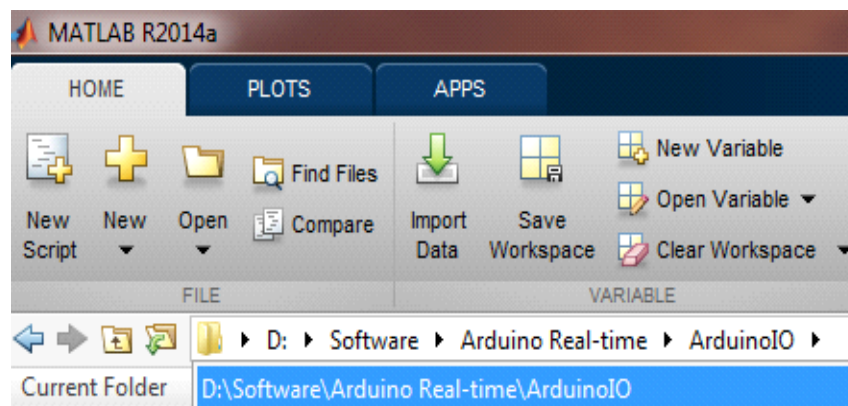 MATLAB R2014a
HOME PLOTS APPS
New Script
New
Open
Find Files
Compare
Import Data
Save Workspace
New Variable
Open Variable
Clear Workspace
FILE VARIABLE
D: Software Arduino Real-time ArduinoIO
Current Folder D:\Software\Arduino Real-time\ArduinoIO